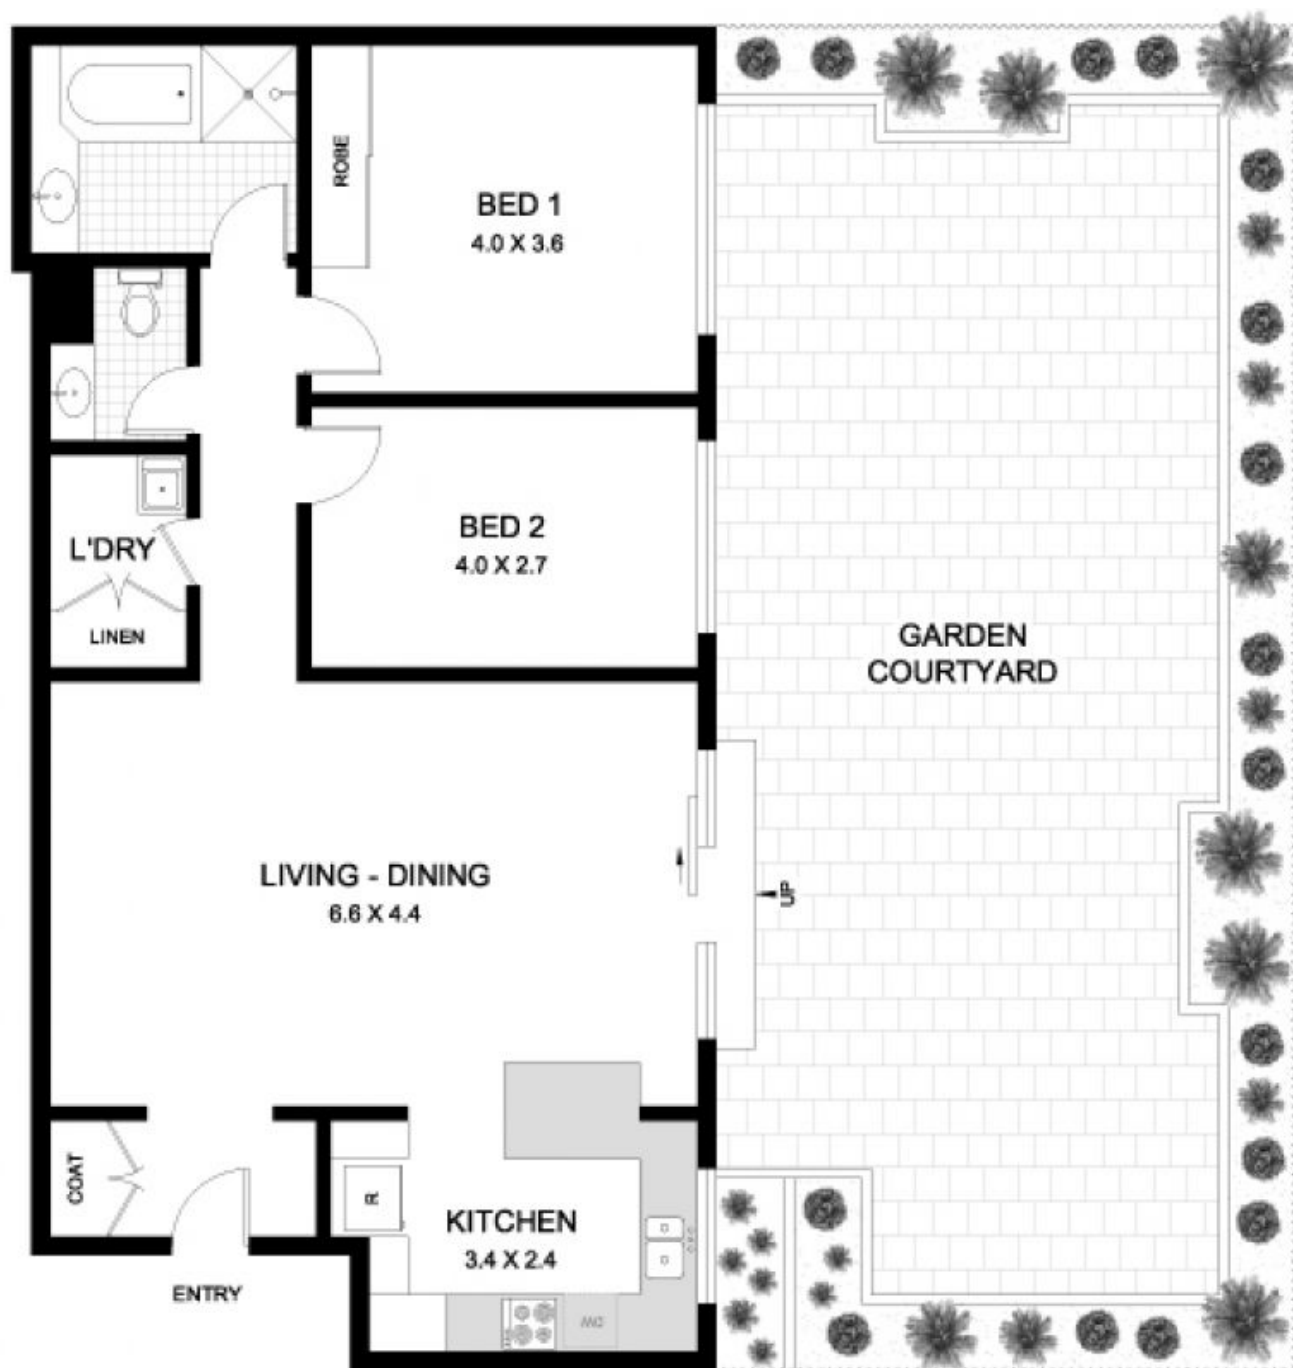 ROBE
BED 1
4.0 X 3.6
BED 2
4.0 X 2.7
L'DRY
LINEN
GARDEN
COURTYARD
LIVING - DINING
6.6 X 4.4
UP
COAT
R
KITCHEN
3.4 X 2.4
DW
ENTRY